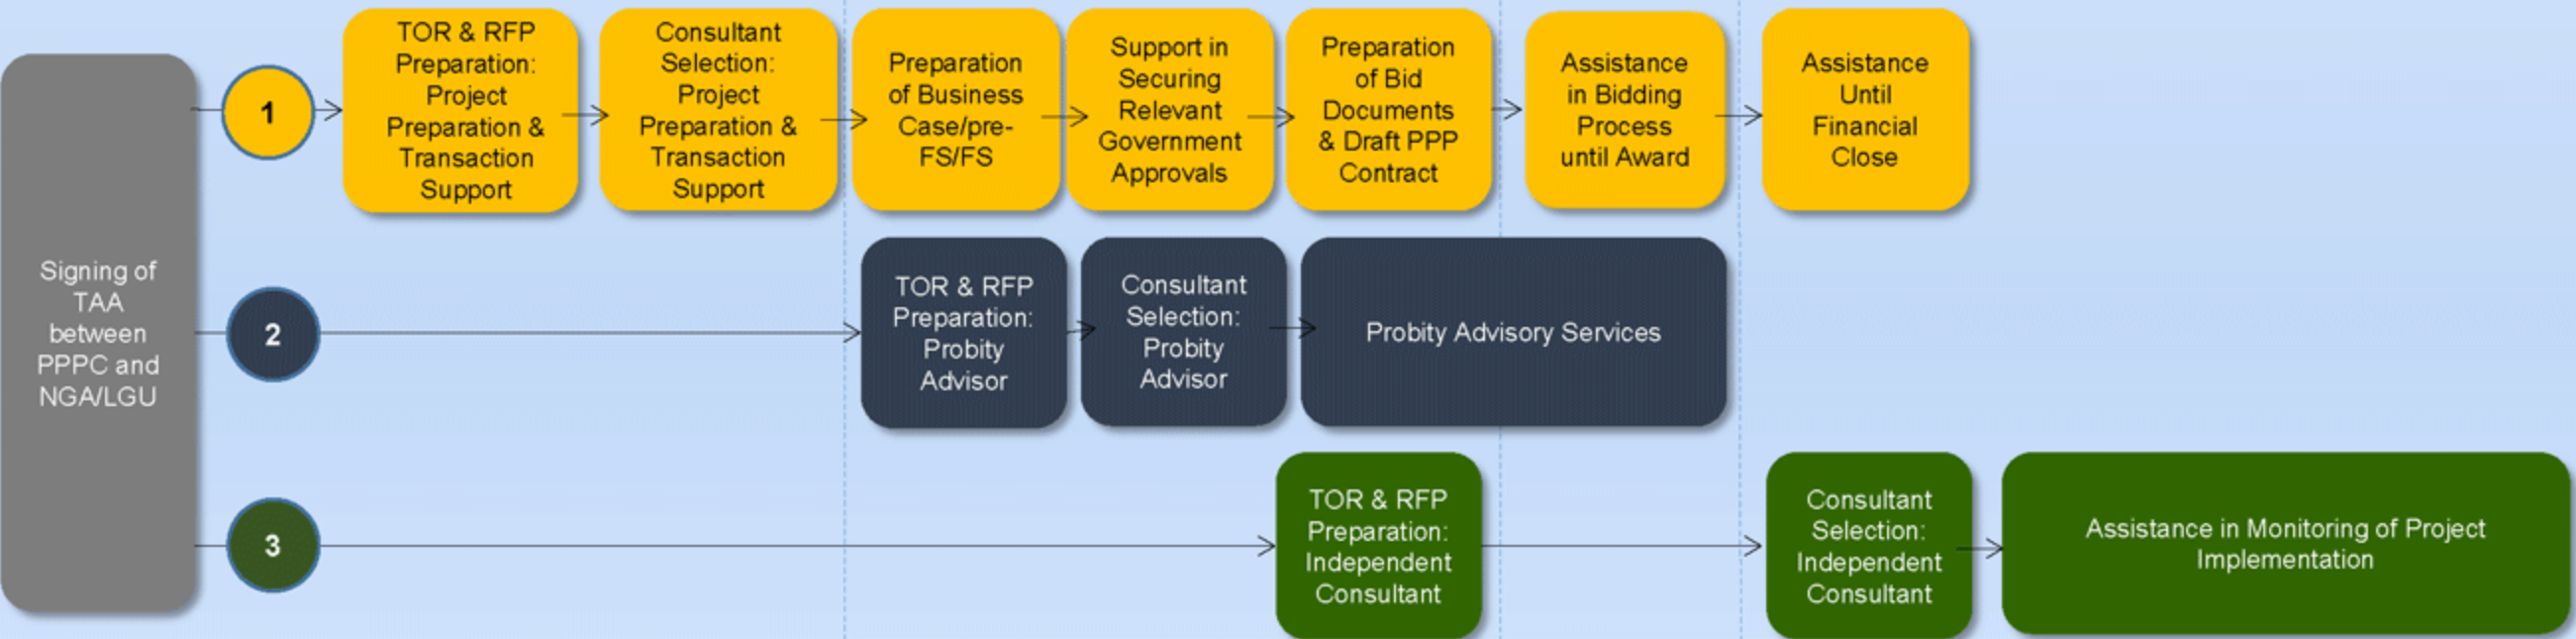 Signing of
TAA
between
PPPC and
NGA/LGU
1
TOR & RFP
Preparation:
Project
Preparation &
Transaction
Support
Consultant
Selection:
Project
Preparation &
Transaction
Support
Preparation
of Business
Case/pre-
FS/FS
Support in
Securing
Relevant
Government
Approvals
Preparation
of Bid
Documents
& Draft PPP
Contract
Assistance
in Bidding
Process
until Award
Assistance
Until
Financial
Close
2
TOR & RFP
Preparation:
Probity
Advisor
Consultant
Selection:
Probity
Advisor
Probity Advisory Services
3
TOR & RFP
Preparation:
Independent
Consultant
Consultant
Selection:
Independent
Consultant
Assistance in Monitoring of Project
Implementation